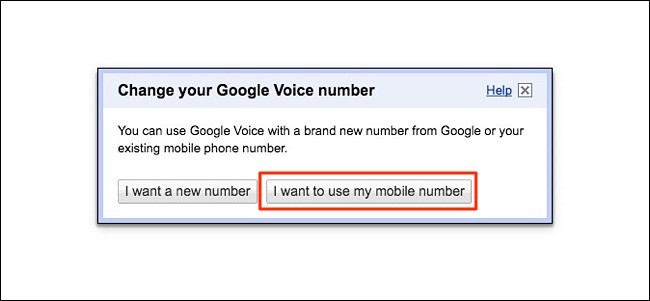 Change your Google Voice number
Help
You can use Google Voice with a brand new number from Google or your
existing mobile phone number.
I want a new number
I want to use my mobile number